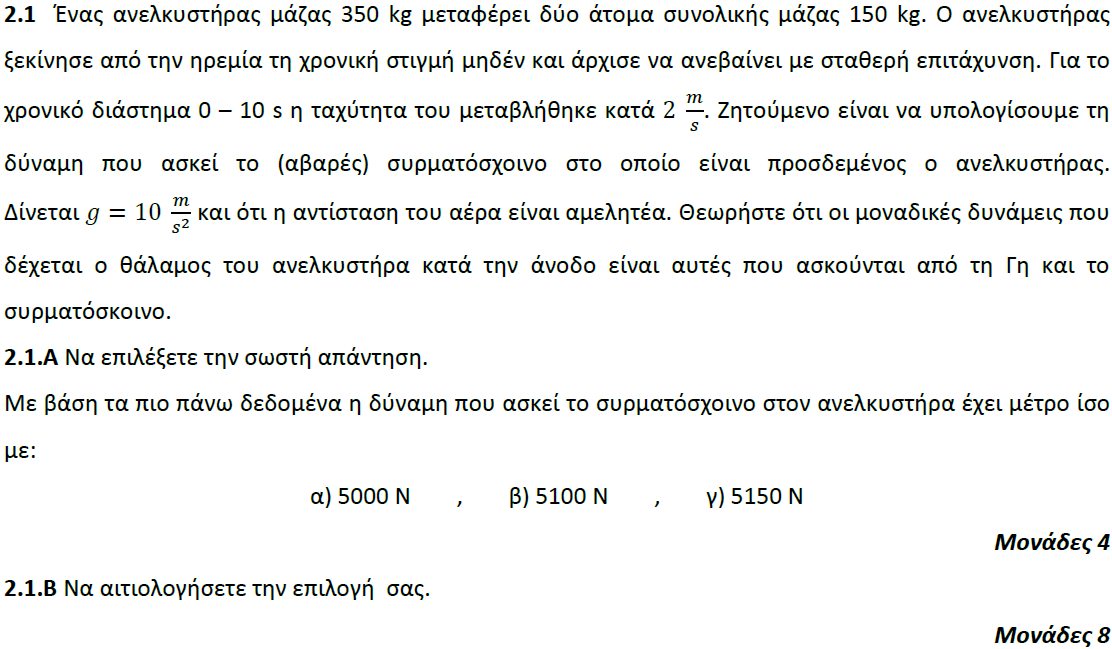 2.1 Ένας ανελκυστήρας μάζας 350 kg μεταφέρει δύο άτομα συνολικής μάζας 150 kg. Ο ανελκυστήρας
ξεκίνησε από την ηρεμία τη χρονική στιγμή μηδέν και άρχισε να ανεβαίνει με σταθερή επιτάχυνση. Για το
χρονικό διάστημα 0 – 10 s η ταχύτητα του μεταβλήθηκε κατά 2 m/s. Ζητούμενο είναι να υπολογίσουμε τη
δύναμη που ασκεί το (αβαρές) συρματόσχοινο στο οποίο είναι προσδεμένος ο ανελκυστήρας.
Δίνεται g = 10 m/s² και ότι η αντίσταση του αέρα είναι αμελητέα. Θεωρήστε ότι οι μοναδικές δυνάμεις που
δέχεται ο θάλαμος του ανελκυστήρα κατά την άνοδο είναι αυτές που ασκούνται από τη Γη και το
συρματόσκοινο.
2.1.Α Να επιλέξετε την σωστή απάντηση.
Με βάση τα πιο πάνω δεδομένα η δύναμη που ασκεί το συρματόσχοινο στον ανελκυστήρα έχει μέτρο ίσο
με:
α) 5000 N , β) 5100 N , γ) 5150 N
Μονάδες 4
2.1.Β Να αιτιολογήσετε την επιλογή σας.
Μονάδες 8